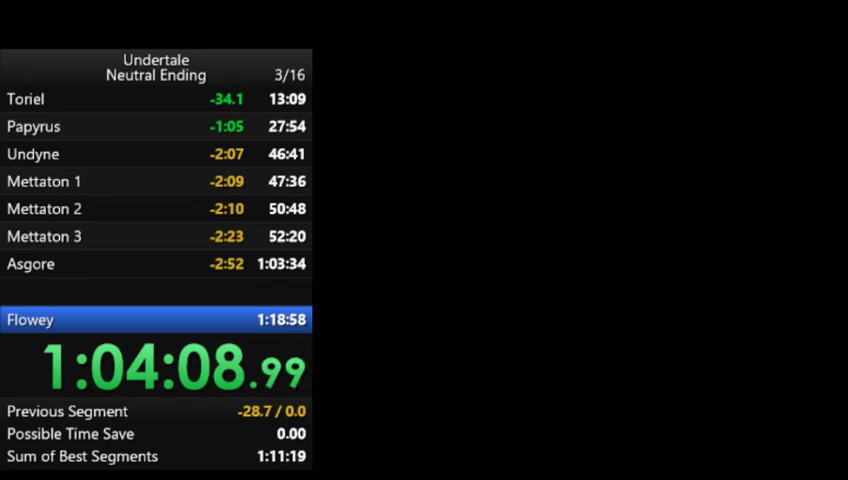 Undertale
Neutral Ending 3/16
Toriel -34.1 13:09
Papyrus -1:05 27:54
Undyne -2:07 46:41
Mettaton 1 -2:09 47:36
Mettaton 2 -2:10 50:48
Mettaton 3 -2:23 52:20
Asgore -2:52 1:03:34
Flowey 1:18:58
1:04:08.99
Previous Segment -28.7 / 0.0
Possible Time Save 0.00
Sum of Best Segments 1:11:19